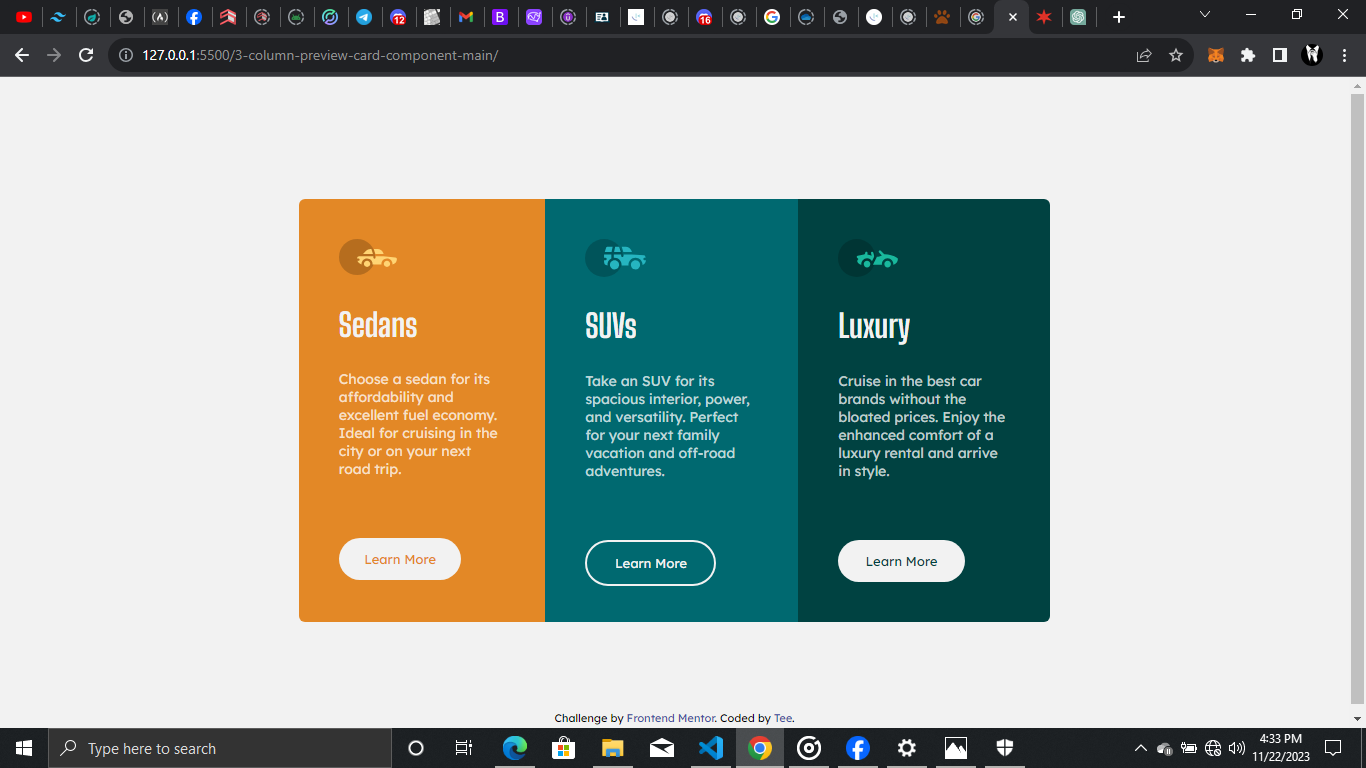 12
B
16
127.0.0.1:5500/3-column-preview-card-component-main/
Sedans
Choose a sedan for its
affordability and
excellent fuel economy.
Ideal for cruising in the
city or on your next
road trip.
Learn More
SUVs
Take an SUV for its
spacious interior, power,
and versatility. Perfect
for your next family
vacation and off-road
adventures.
Learn More
Luxury
Cruise in the best car
brands without the
bloated prices. Enjoy the
enhanced comfort of a
luxury rental and arrive
in style.
Learn More
Challenge by Frontend Mentor. Coded by Tee.
Type here to search
4:33 PM
11/22/2023